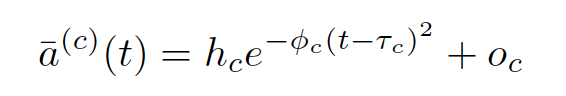 ā^{(c)}(t) = h_c e^{-ϕ_c(t-τ_c)^2} + o_c